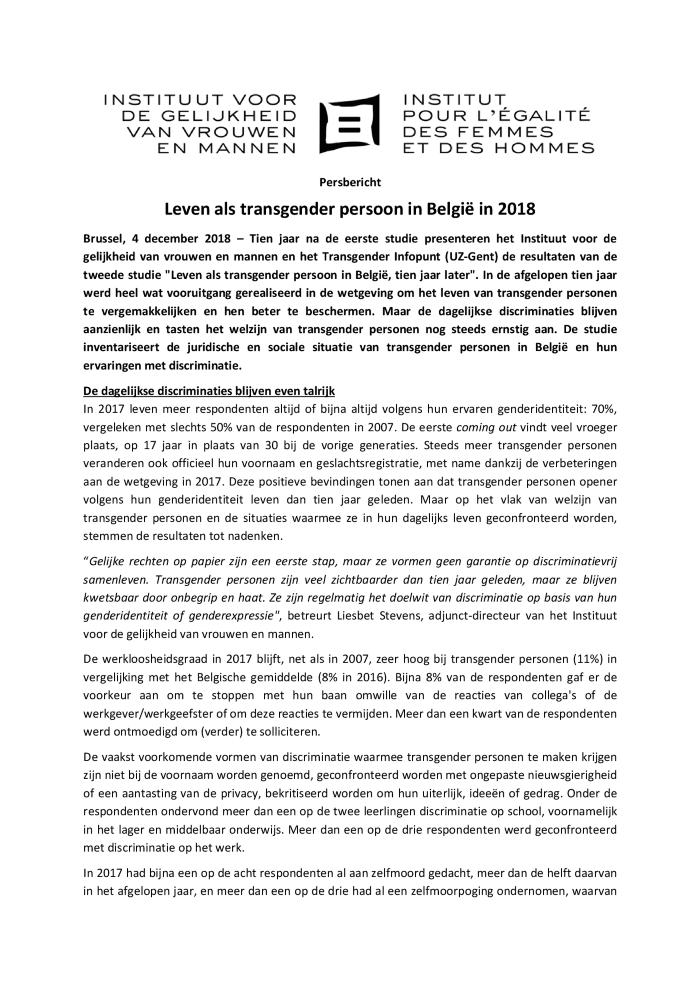 INSTITUUT VOOR
DE GELIJKHEID
VAN VROUWEN
EN MANNEN
INSTITUT
POUR L'ÉGALITÉ
DES FEMMES
ET DES HOMMES
Persbericht
Leven als transgender persoon in België in 2018
Brussel, 4 december 2018 – Tien jaar na de eerste studie presenteren het Instituut voor de
gelijkheid van vrouwen en mannen en het Transgender Infopunt (UZ-Gent) de resultaten van de
tweede studie "Leven als transgender persoon in België, tien jaar later". In de afgelopen tien jaar
werd heel wat vooruitgang gerealiseerd in de wetgeving om het leven van transgender personen
te vergemakkelijken en hen beter te beschermen. Maar de dagelijkse discriminaties blijven
aanzienlijk en tasten het welzijn van transgender personen nog steeds ernstig aan. De studie
inventariseert de juridische en sociale situatie van transgender personen in België en hun
ervaringen met discriminatie.
De dagelijkse discriminaties blijven even talrijk
In 2017 leven meer respondenten altijd of bijna altijd volgens hun ervaren genderidentiteit: 70%,
vergeleken met slechts 50% van de respondenten in 2007. De eerste coming out vindt veel vroeger
plaats, op 17 jaar in plaats van 30 bij de vorige generaties. Steeds meer transgender personen
veranderen ook officieel hun voornaam en geslachtsregistratie, met name dankzij de verbeteringen
aan de wetgeving in 2017. Deze positieve bevindingen tonen aan dat transgender personen opener
volgens hun genderidentiteit leven dan tien jaar geleden. Maar op het vlak van welzijn van
transgender personen en de situaties waarmee ze in hun dagelijks leven geconfronteerd worden,
stemmen de resultaten tot nadenken.
“Gelijke rechten op papier zijn een eerste stap, maar ze vormen geen garantie op discriminatievrij
samenleven. Transgender personen zijn veel zichtbaarder dan tien jaar geleden, maar ze blijven
kwetsbaar door onbegrip en haat. Ze zijn regelmatig het doelwit van discriminatie op basis van hun
genderidentiteit of genderexpressie", betreurt Liesbet Stevens, adjunct-directeur van het Instituut
voor de gelijkheid van vrouwen en mannen.
De werkloosheidsgraad in 2017 blijft, net als in 2007, zeer hoog bij transgender personen (11%) in
vergelijking met het Belgische gemiddelde (8% in 2016). Bijna 8% van de respondenten gaf er de
voorkeur aan om te stoppen met hun baan omwille van de reacties van collega's of de
werkgever/werkgeefster of om deze reacties te vermijden. Meer dan een kwart van de respondenten
werd ontmoedigd om (verder) te solliciteren.
De vaakst voorkomende vormen van discriminatie waarmee transgender personen te maken krijgen
zijn niet bij de voornaam worden genoemd, geconfronteerd worden met ongepaste nieuwsgierigheid
of een aantasting van de privacy, bekritiseerd worden om hun uiterlijk, ideeën of gedrag. Onder de
respondenten ondervond meer dan een op de twee leerlingen discriminatie op school, voornamelijk
in het lager en middelbaar onderwijs. Meer dan een op de drie respondenten werd geconfronteerd
met discriminatie op het werk.
In 2017 had bijna een op de acht respondenten al aan zelfmoord gedacht, meer dan de helft daarvan
in het afgelopen jaar, en meer dan een op de drie had al een zelfmoorpoging ondernomen, waarvan